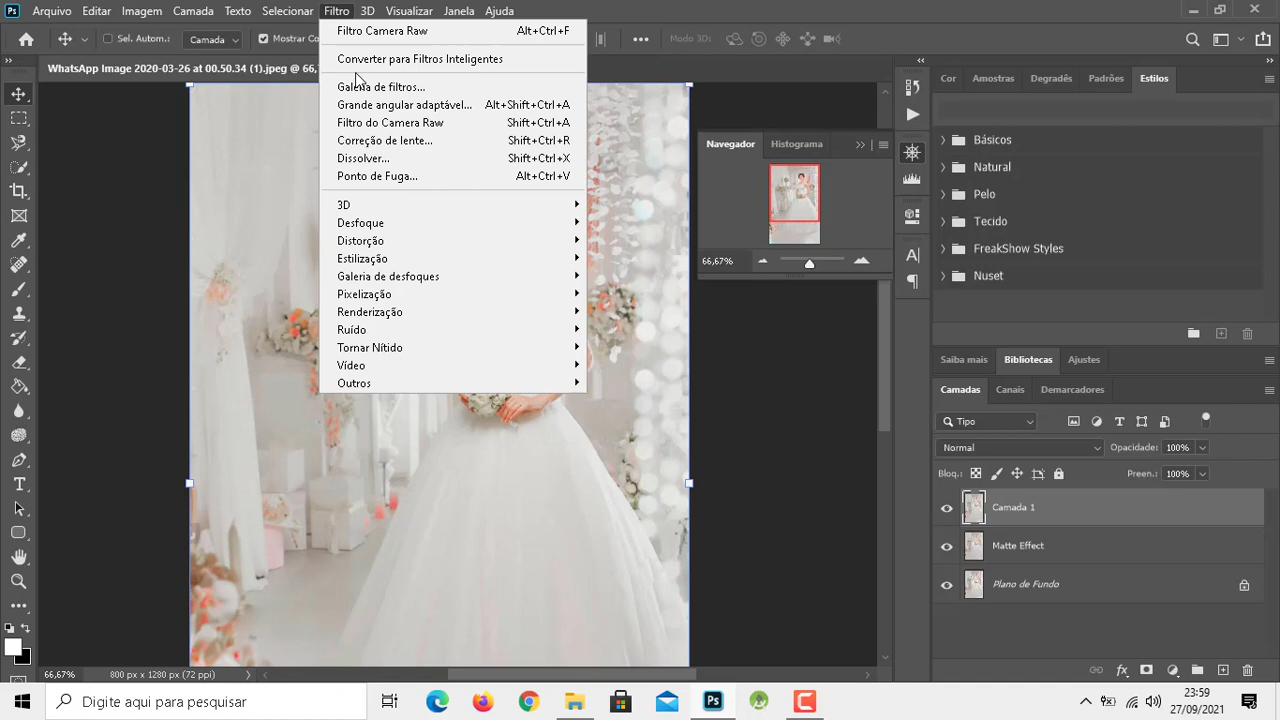 Ps Arquivo Editar Imagem Camada Texto Selecionar Filtro 3D Visualizar Janela Ajuda
Sel. Autom.: Camada Mostrar Co Modo 3D:
WhatsApp Image 2020-03-26 at 00.50.34 (1).jpeg @ 66,
Filtro Camera Raw Alt+Ctrl+F
Converter para Filtros Inteligentes
Galeria de filtros...
Grande angular adaptável... Alt+Shift+Ctrl+A
Filtro do Camera Raw Shift+Ctrl+A
Correção de lente... Shift+Ctrl+R
Dissolver... Shift+Ctrl+X
Ponto de Fuga... Alt+Ctrl+V
3D
Desfoque
Distorção
Estilização
Galeria de desfoques
Pixelização
Renderização
Ruído
Tornar Nítido
Vídeo
Outros
Navegador Histograma
66,67%
Cor Amostras Degradês Padrões Estilos
Básicos
Natural
Pelo
Tecido
FreakShow Styles
Nuset
Saiba mais Bibliotecas Ajustes
Camadas Canais Demarcadores
Tipo
Normal Opacidade: 100%
Bloq.: Preen.: 100%
Camada 1
Matte Effect
Plano de Fundo
66,67% 800 px x 1280 px (72 ppi)
Digite aqui para pesquisar
Ps
23:59
27/09/2021